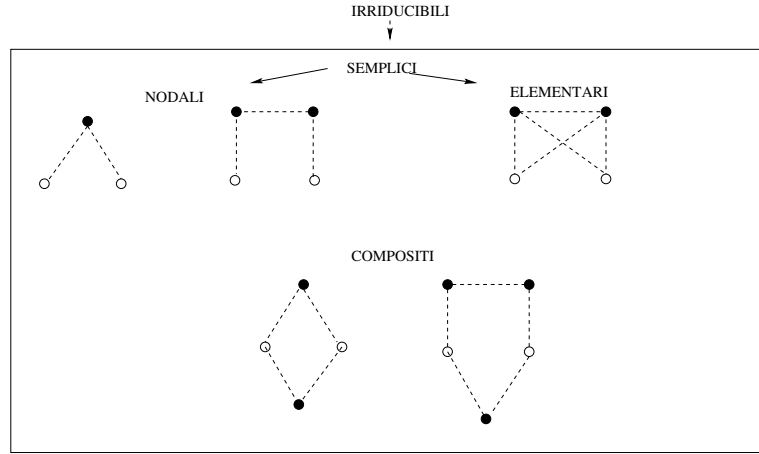 IRRIDUCIBILI
SEMPLICI
NODALI
ELEMENTARI
COMPOSITI